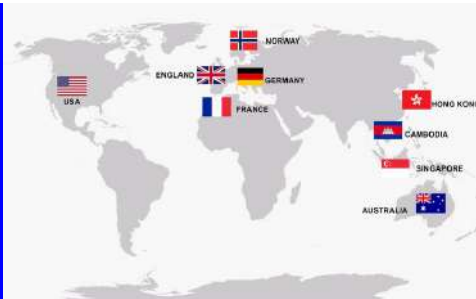 NORWAY
ENGLAND
GERMANY
USA
FRANCE
HONG KONG
CAMBODIA
SINGAPORE
AUSTRALIA